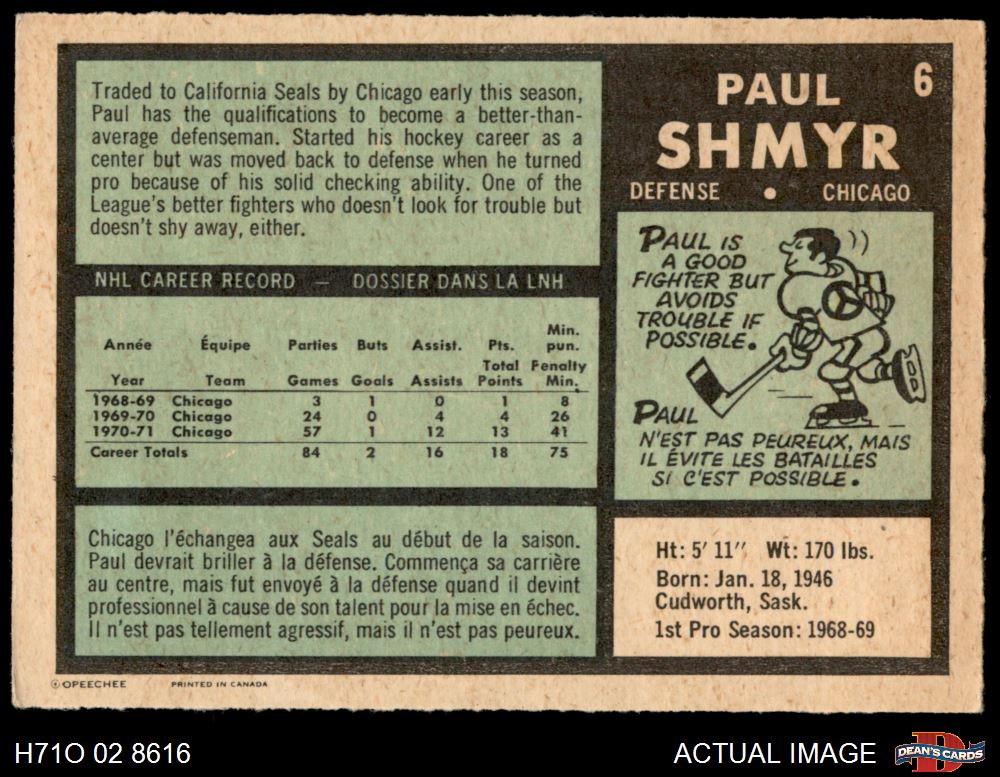 Traded to California Seals by Chicago early this season,
Paul has the qualifications to become a better-than-
average defenseman. Started his hockey career as a
center but was moved back to defense when he turned
pro because of his solid checking ability. One of the
League's better fighters who doesn't look for trouble but
doesn't shy away, either.
NHL CAREER RECORD — DOSSIER DANS LA LNH
Année Équipe Parties Buts Assist. Pts. Min. pun.
Year Team Games Goals Assists Total Points Penalty Min.
1968-69 Chicago 3 1 0 1 8
1969-70 Chicago 24 0 4 4 26
1970-71 Chicago 57 1 12 13 41
Career Totals 84 2 16 18 75
Chicago l'échangea aux Seals au début de la saison.
Paul devrait briller à la défense. Commença sa carrière
au centre, mais fut envoyé à la défense quand il devint
professionnel à cause de son talent pour la mise en échec.
Il n'est pas tellement agressif, mais il n'est pas peureux.
6
PAUL
SHMYR
DEFENSE • CHICAGO
PAUL IS
A GOOD
FIGHTER BUT
AVOIDS
TROUBLE IF
POSSIBLE.
PAUL
N'EST PAS PEUREUX, MAIS
IL ÉVITE LES BATAILLES
SI C'EST POSSIBLE.
Ht: 5' 11" Wt: 170 lbs.
Born: Jan. 18, 1946
Cudworth, Sask.
1st Pro Season: 1968-69
© OPEECHEE PRINTED IN CANADA
H71O 02 8616 ACTUAL IMAGE D DEAN'S CARDS